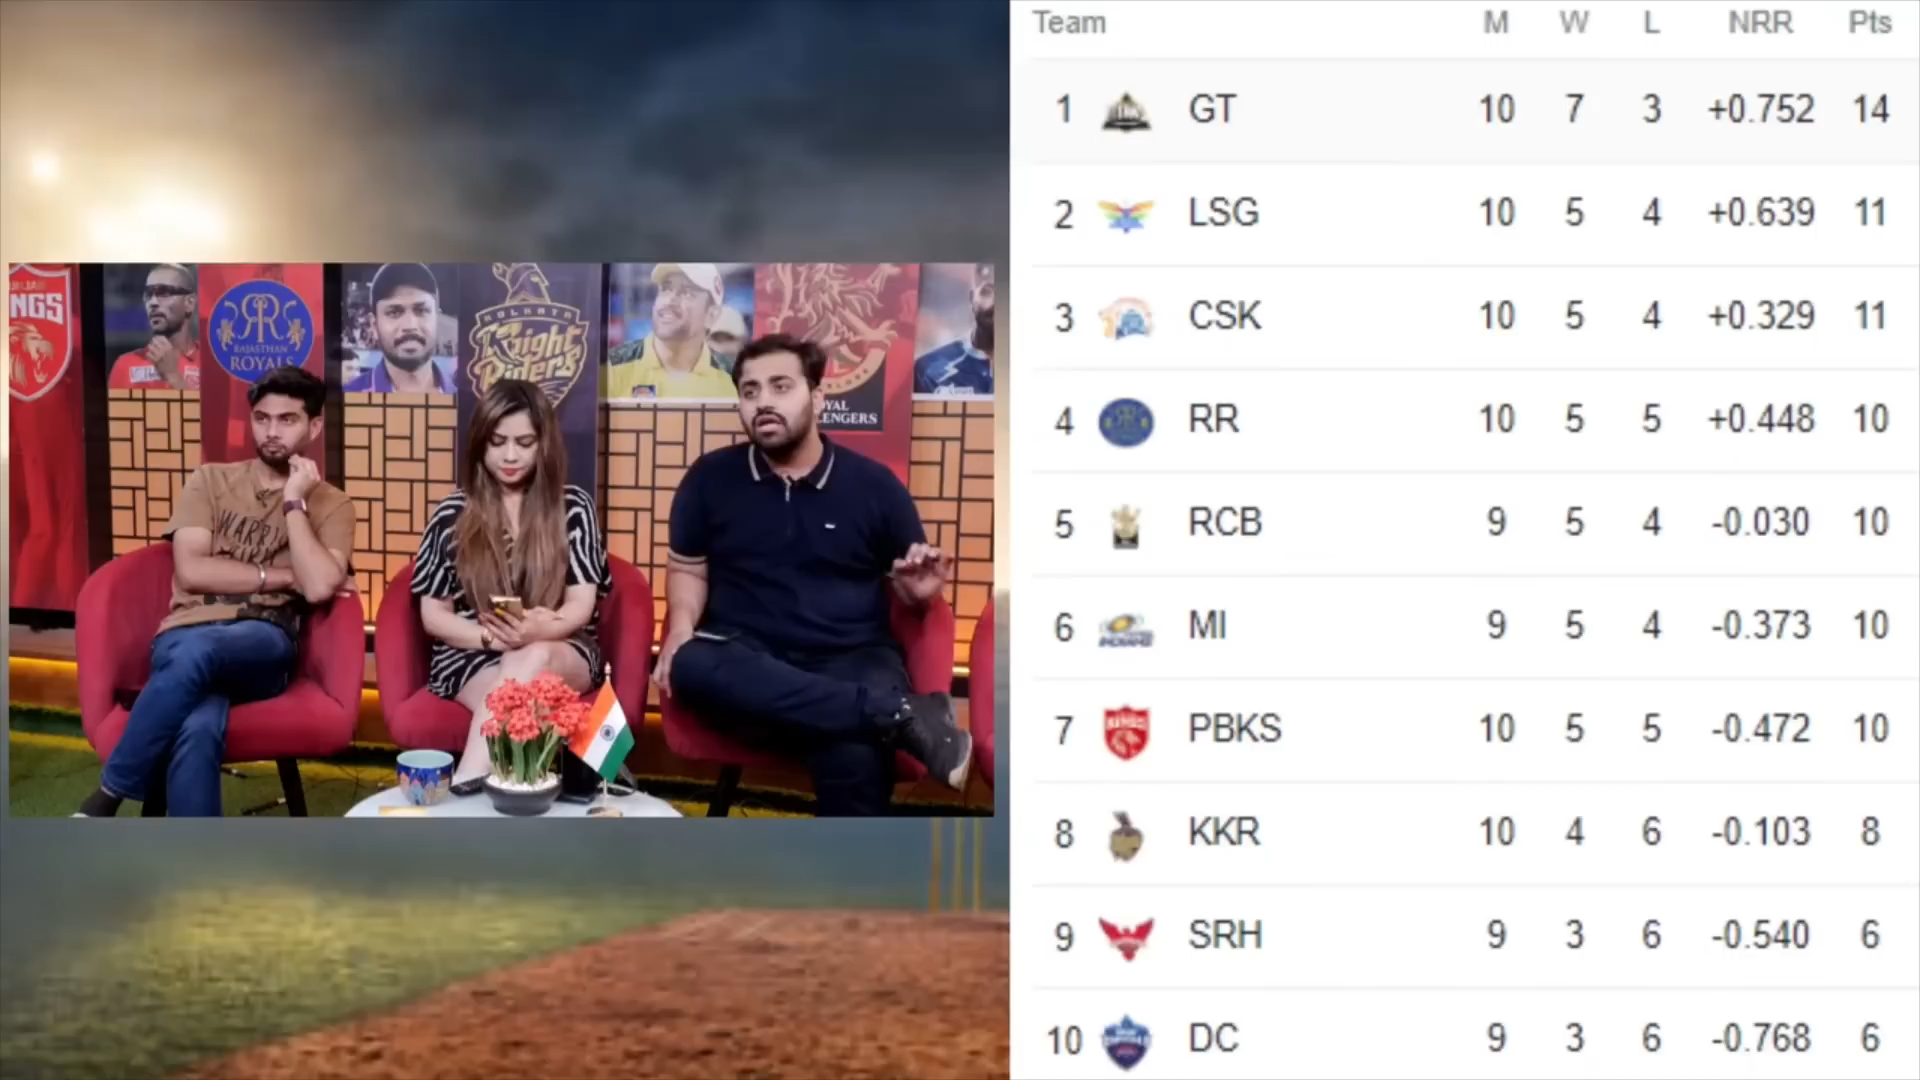 Team M W L NRR Pts
1 GT 10 7 3 +0.752 14
2 LSG 10 5 4 +0.639 11
3 CSK 10 5 4 +0.329 11
4 RR 10 5 5 +0.448 10
5 RCB 9 5 4 -0.030 10
6 MI 9 5 4 -0.373 10
7 PBKS 10 5 5 -0.472 10
8 KKR 10 4 6 -0.103 8
9 SRH 9 3 6 -0.540 6
10 DC 9 3 6 -0.768 6
NGS
RR
RAJASTHAN
ROYALS
KOLKATA
Knight
Riders
YAL
LENGERS